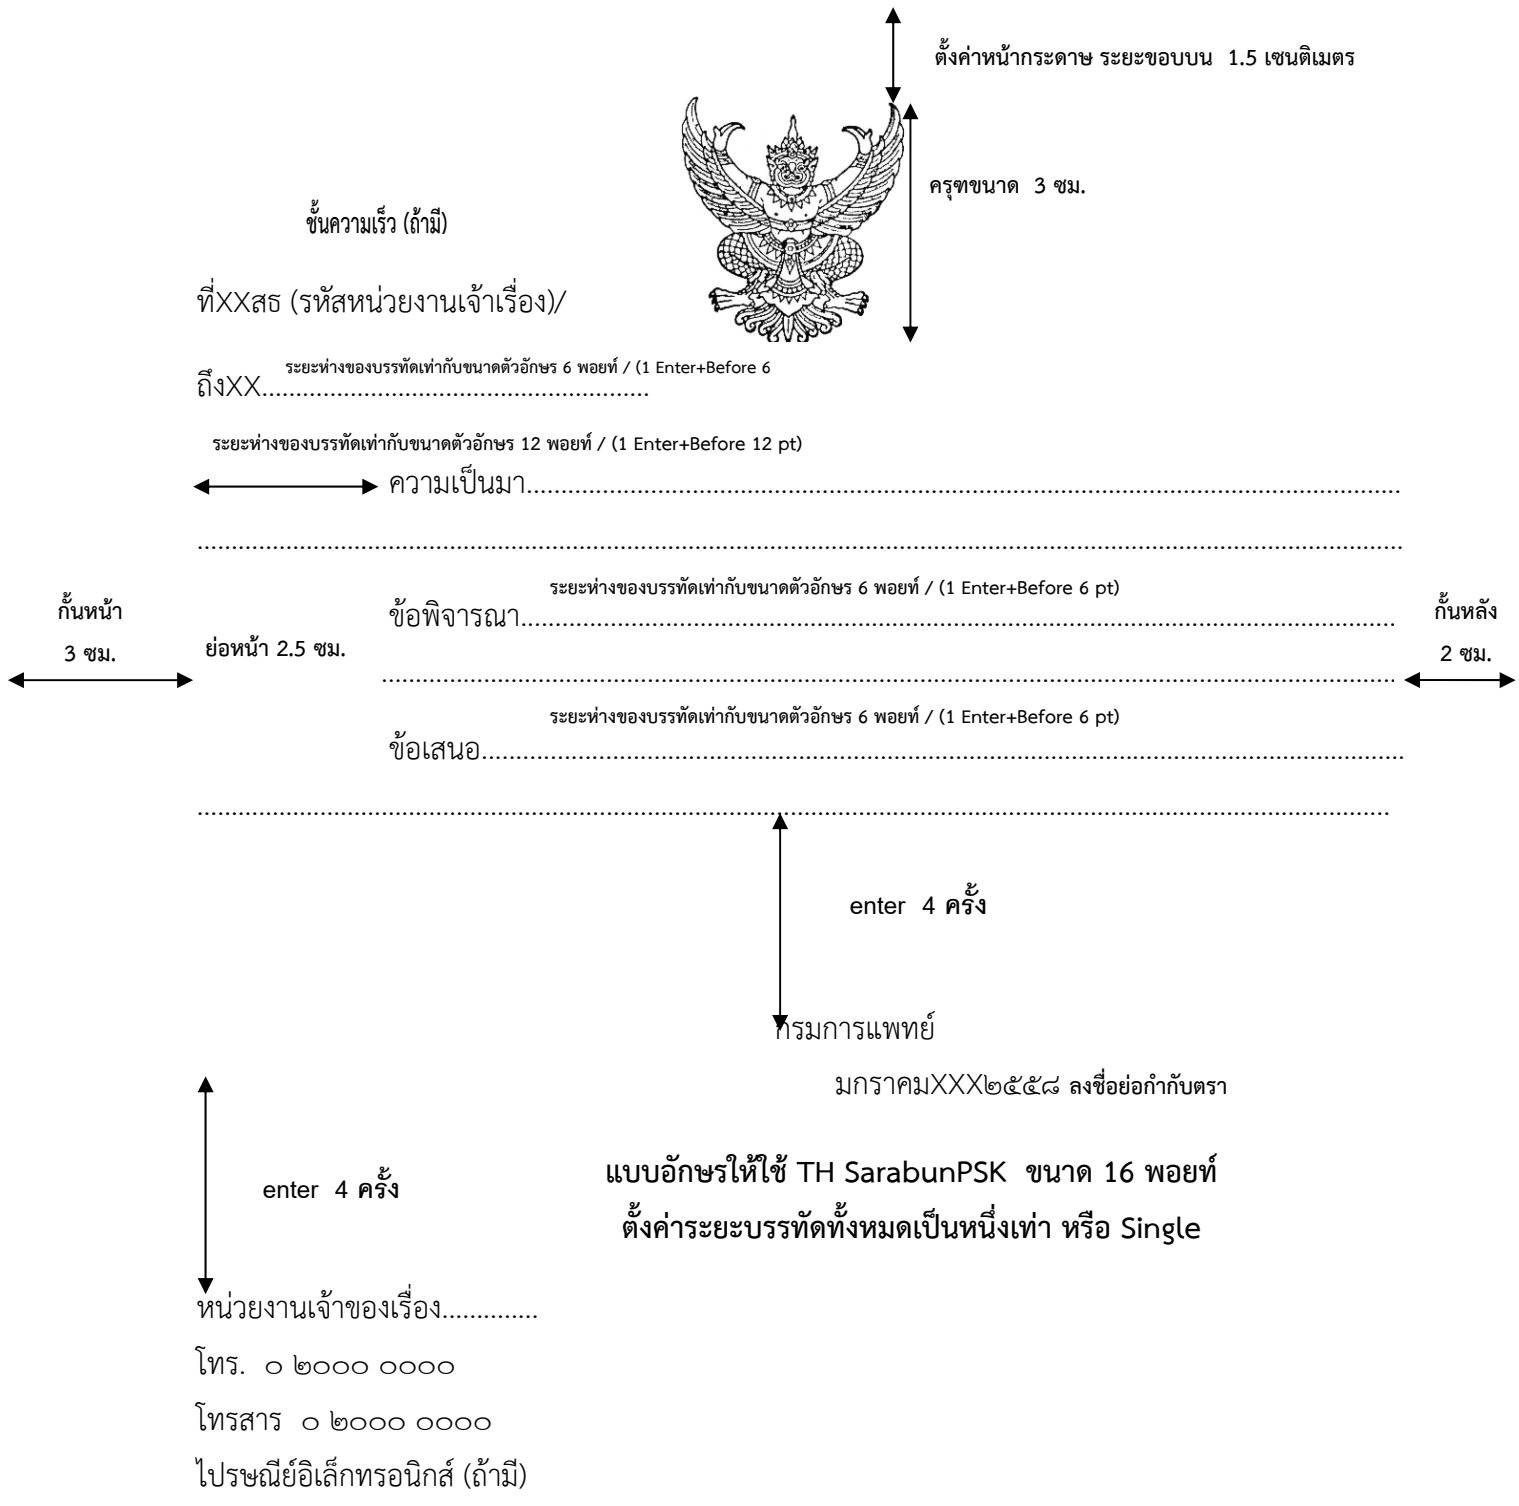 ตั้งค่าหน้ากระดาษ ระยะขอบบน 1.5 เซนติเมตร
ครุฑขนาด 3 ซม.
ชั้นความเร็ว (ถ้ามี)
ที่XXสธ (รหัสหน่วยงานเจ้าเรื่อง)/
ระยะห่างของบรรทัดเท่ากับขนาดตัวอักษร 6 พอยท์ / (1 Enter+Before 6
ถึงXX.........................................................
ระยะห่างของบรรทัดเท่ากับขนาดตัวอักษร 12 พอยท์ / (1 Enter+Before 12 pt)
ความเป็นมา................................................................................................................................
................................................................................................................................................................................
ระยะห่างของบรรทัดเท่ากับขนาดตัวอักษร 6 พอยท์ / (1 Enter+Before 6 pt)
ข้อพิจารณา................................................................................................................................
กั้นหน้า
3 ซม.
ย่อหน้า 2.5 ซม.
กั้นหลัง
2 ซม.
....................................................................................................................................................
ระยะห่างของบรรทัดเท่ากับขนาดตัวอักษร 6 พอยท์ / (1 Enter+Before 6 pt)
ข้อเสนอ.......................................................................................................................................
...............................................................................................................................................................................
enter 4 ครั้ง
กรมการแพทย์
มกราคมXXX๒๕๕๘ ลงชื่อย่อกำกับตรา
enter 4 ครั้ง
แบบอักษรให้ใช้ TH SarabunPSK ขนาด 16 พอยท์
ตั้งค่าระยะบรรทัดทั้งหมดเป็นหนึ่งเท่า หรือ Single
หน่วยงานเจ้าของเรื่อง..............
โทร. ๐ ๒๐๐๐ ๐๐๐๐
โทรสาร ๐ ๒๐๐๐ ๐๐๐๐
ไปรษณีย์อิเล็กทรอนิกส์ (ถ้ามี)